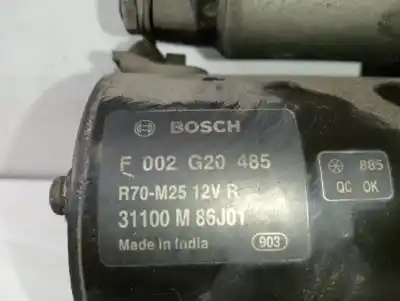 BOSCH
F 002 G20 485
R70-M25 12V R
31100 M 86J01
Made in India 903
885
QC OK